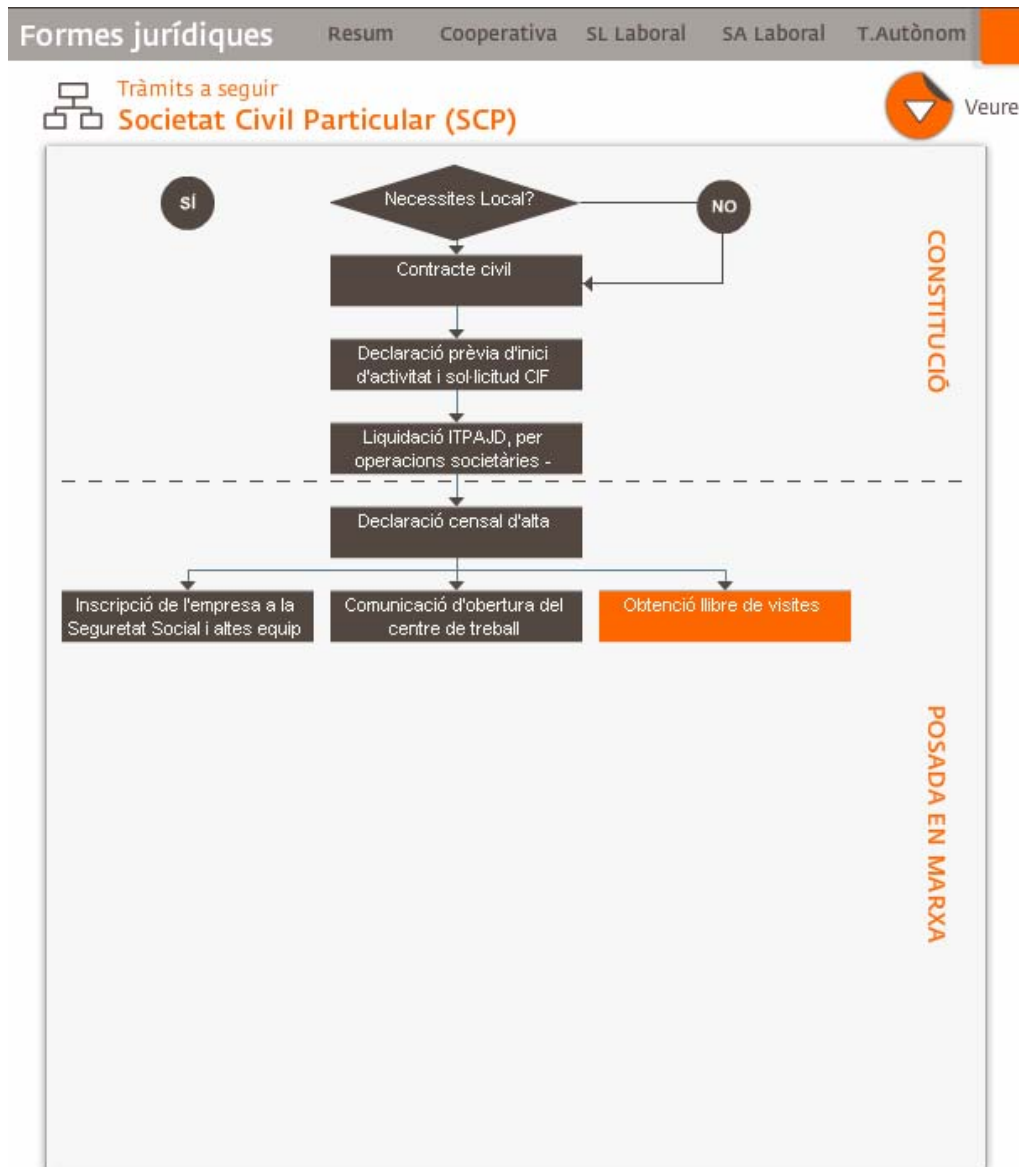 Formes jurídiques Resum Cooperativa SL Laboral SA Laboral T.Autònom
Tràmits a seguir
Societat Civil Particular (SCP)
Veure
SÍ
Necessites Local?
NO
Contracte civil
Declaració prèvia d'inici
d'activitat i sol·licitud CIF
Liquidació ITPAJD, per
operacions societàries -
CONSTITUCIÓ
Declaració censal d'alta
Inscripció de l'empresa a la
Seguretat Social i altes equip
Comunicació d'obertura del
centre de treball
Obtenció llibre de visites
POSADA EN MARXA